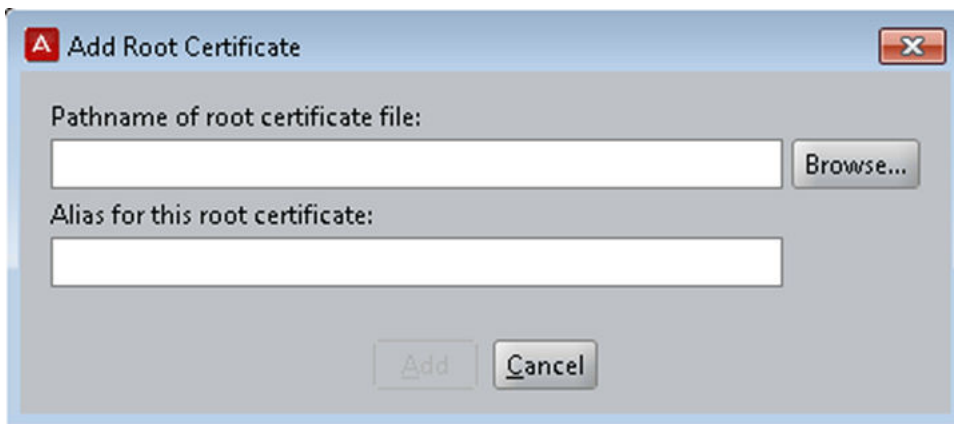 Add Root Certificate
Pathname of root certificate file:
Browse...
Alias for this root certificate:
Add Cancel